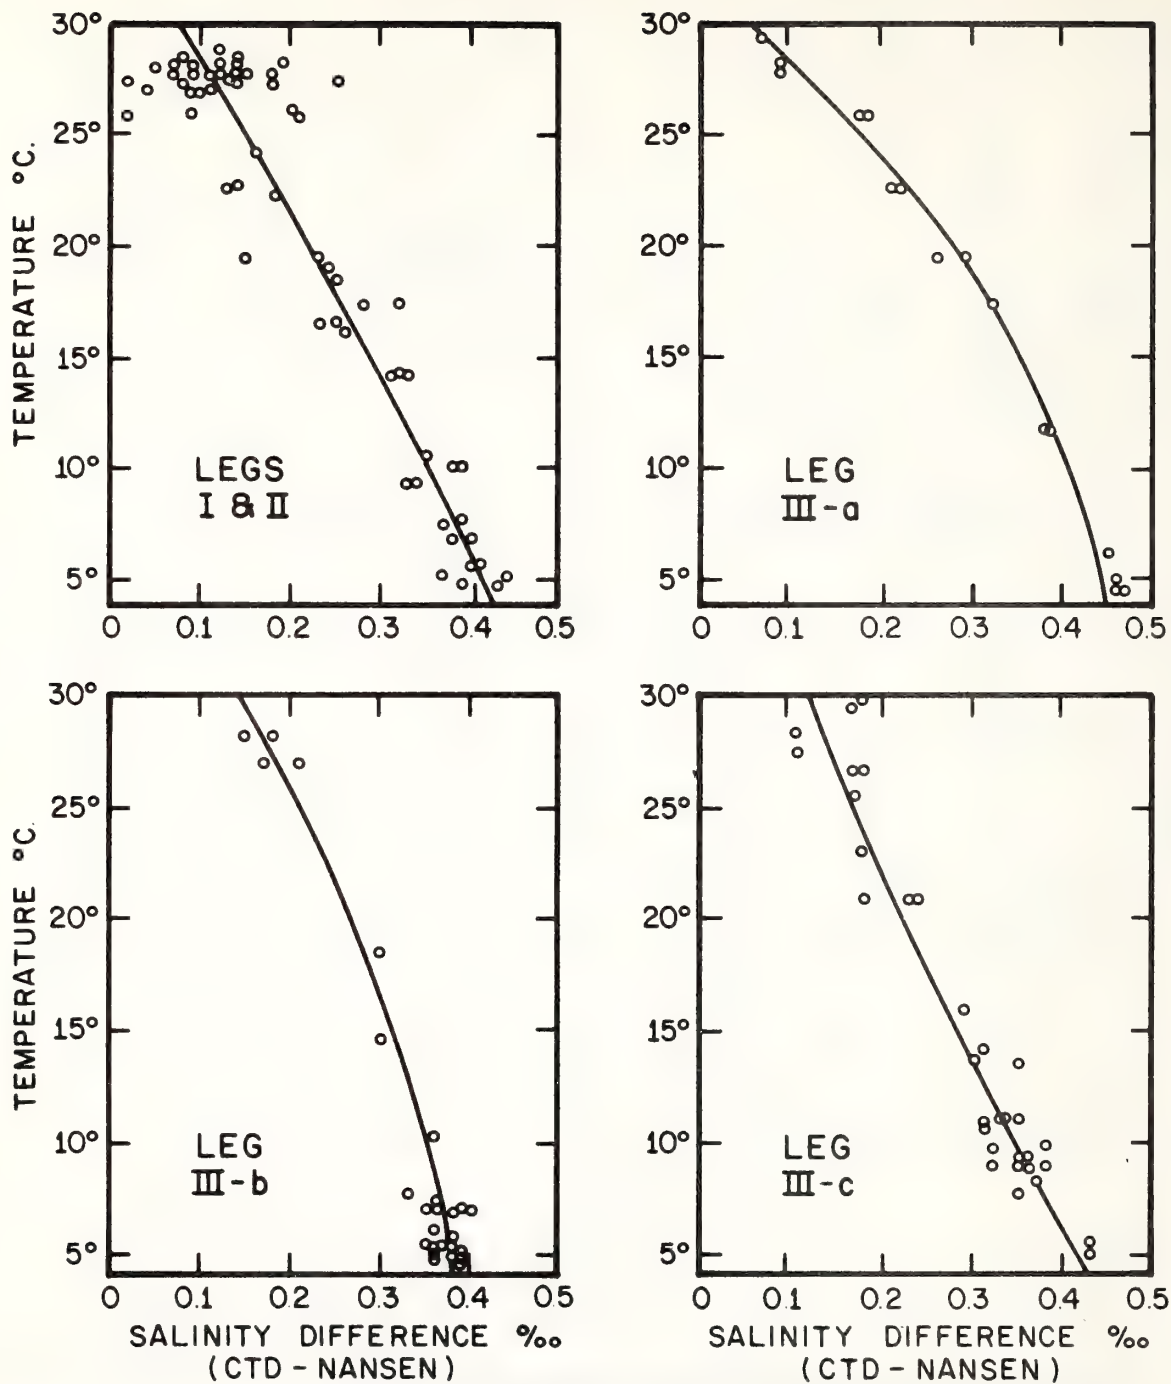 30°
25°
20°
15°
10°
5°
TEMPERATURE °C.
LEGS
I & II
0 0.1 0.2 0.3 0.4 0.5
30°
25°
20°
15°
10°
5°
LEG
III-a
0 0.1 0.2 0.3 0.4 0.5
30°
25°
20°
15°
10°
5°
TEMPERATURE °C.
LEG
III-b
0 0.1 0.2 0.3 0.4 0.5
SALINITY DIFFERENCE ‰
(CTD - NANSEN)
30°
25°
20°
15°
10°
5°
LEG
III-c
0 0.1 0.2 0.3 0.4 0.5
SALINITY DIFFERENCE ‰
(CTD - NANSEN)